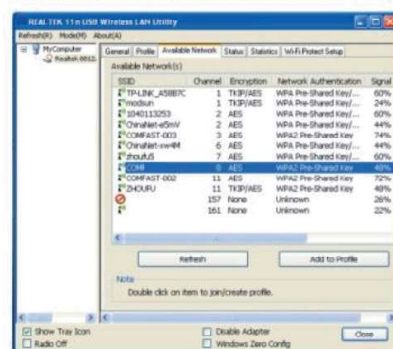 REALTEK 11n USB Wireless LAN Utility
Refresh(R) Mode(M) About(A)
MyComputer
General Profile Available Network Status Statistics Wi-Fi Protect Setup
Available Network(s)
SSID Channel Encryption Network Authentication Signal
TP-LINK_A58B7C 1 TKIP/AES WPA Pre-Shared Key/... 60%
modsun 1 TKIP/AES WPA Pre-Shared Key/... 24%
1040113253 2 AES WPA Pre-Shared Key/... 60%
ChinaNet-e5mV 2 AES WPA Pre-Shared Key/... 44%
COMFAST-003 3 AES WPA2 Pre-Shared Key 74%
ChinaNet-xw4M 6 AES WPA Pre-Shared Key/... 44%
zhoufu5 7 AES WPA Pre-Shared Key/... 60%
AES WPA2 Pre-Shared Key 48%
COMFAST-002 11 AES WPA2 Pre-Shared Key 72%
ZHOUFU 11 TKIP/AES WPA2 Pre-Shared Key 48%
157 None Unknown 26%
161 None Unknown 22%
Refresh Add to Profile
Note
Double click on item to join/create profile.
Show Tray Icon Disable Adapter Close
Radio Off Windows Zero Config